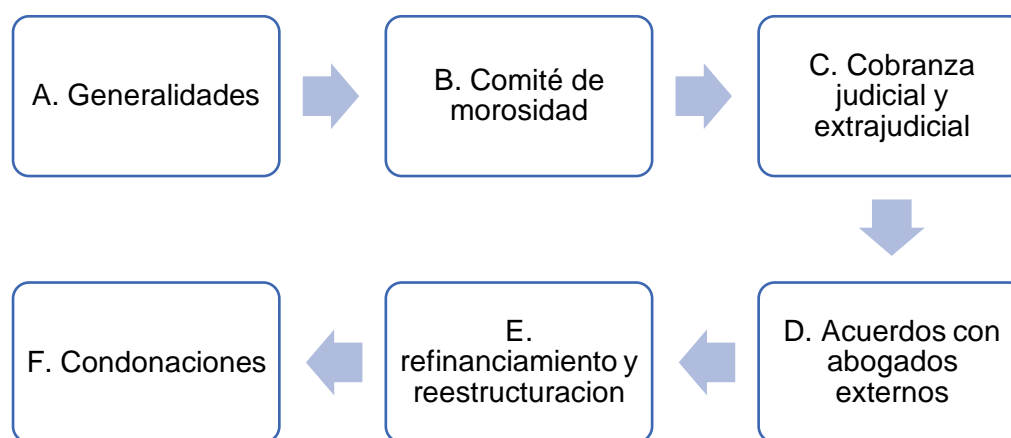 A. Generalidades
B. Comité de
morosidad
C. Cobranza
judicial y
extrajudicial
D. Acuerdos con
abogados
externos
E.
refinanciamiento y
reestructuracion
F. Condonaciones